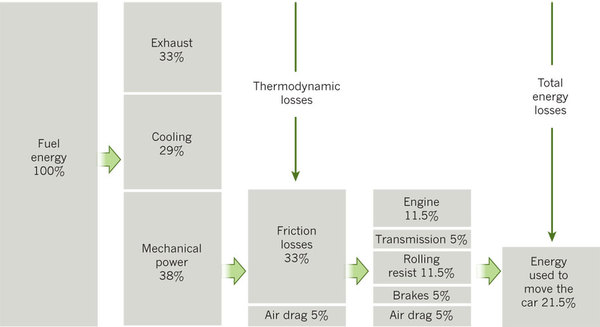 Fuel
energy
100%
Exhaust
33%
Cooling
29%
Mechanical
power
38%
Thermodynamic
losses
Friction
losses
33%
Air drag 5%
Engine
11.5%
Transmission 5%
Rolling
resist 11.5%
Brakes 5%
Air drag 5%
Total
energy
losses
Energy
used to
move the
car 21.5%